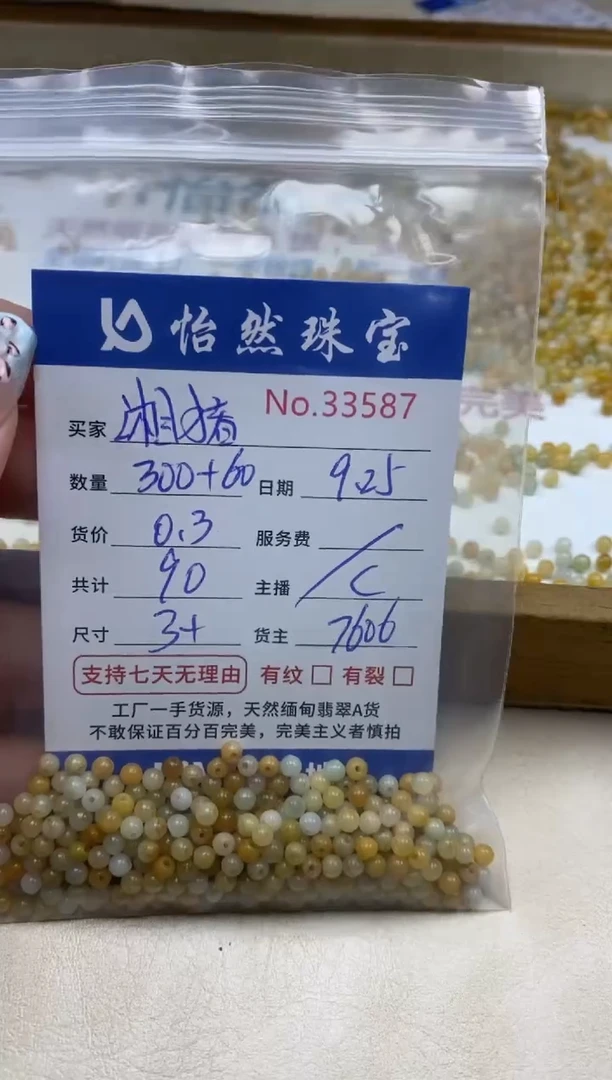 怡然珠宝
No.33587
买家 湘猪
数量 300+60 日期 9.25
货价 0.3 服务费 /
共计 90 主播 C
尺寸 3+ 货主 7606
支持七天无理由 有纹 □ 有裂 □
工厂一手货源，天然缅甸翡翠A货
不敢保证百分百完美，完美主义者慎拍
完美